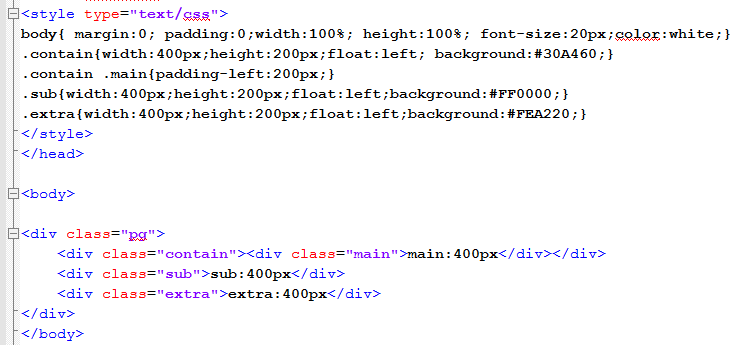 <style type="text/css">
body{ margin:0; padding:0;width:100%; height:100%; font-size:20px;color:white;}
.contain{width:400px;height:200px;float:left; background:#30A460;}
.contain .main{padding-left:200px;}
.sub{width:400px;height:200px;float:left;background:#FF0000;}
.extra{width:400px;height:200px;float:left;background:#FEA220;}
</style>
</head>
<body>
<div class="pg">
<div class="contain"><div class="main">main:400px</div></div>
<div class="sub">sub:400px</div>
<div class="extra">extra:400px</div>
</div>
</body>